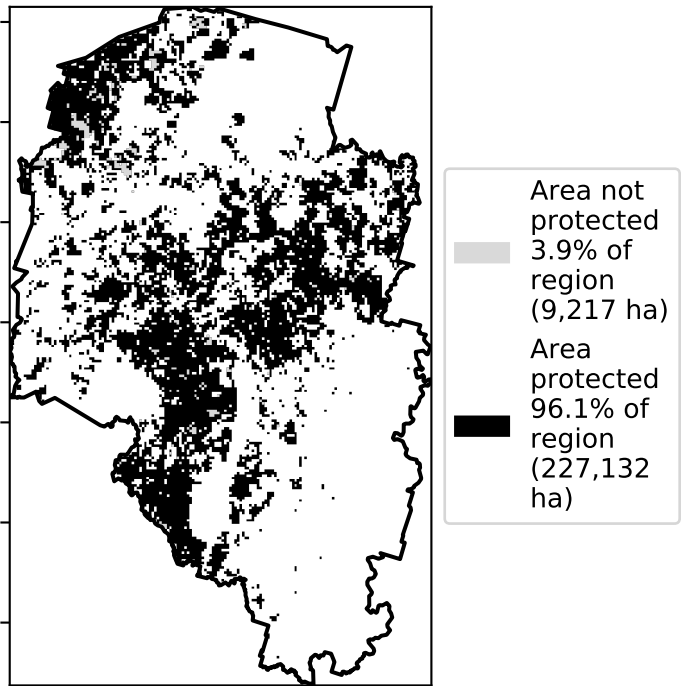 Area not
protected
3.9% of
region
(9,217 ha)
Area
protected
96.1% of
region
(227,132
ha)